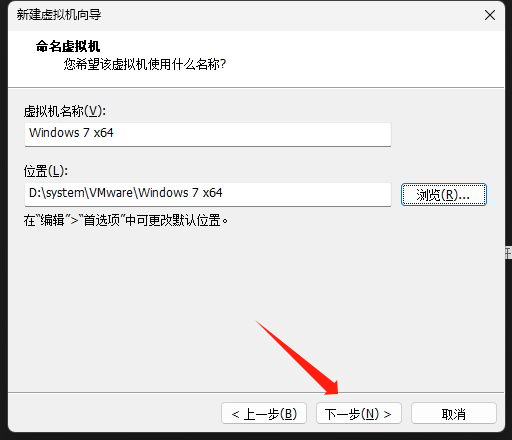 新建虚拟机向导
命名虚拟机
您希望该虚拟机使用什么名称?
虚拟机名称(V):
Windows 7 x64
位置(L):
D:\system\VMware\Windows 7 x64
浏览(R)...
在“编辑”>“首选项”中可更改默认位置。
< 上一步(B)
下一步(N) >
取消